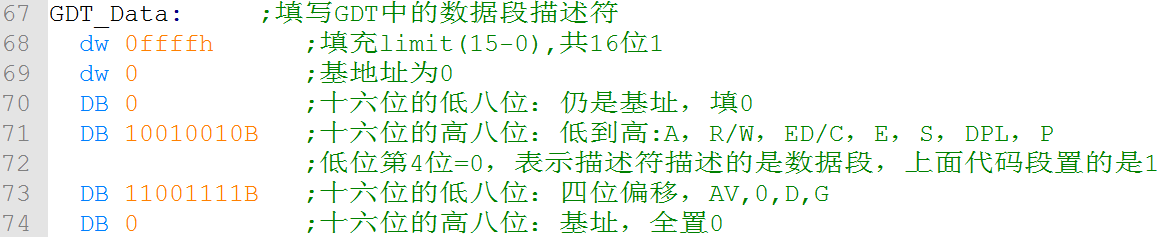 67 GDT_Data: ;填写GDT中的数据段描述符
68 dw 0ffffh ;填充limit(15-0),共16位1
69 dw 0 ;基地址为0
70 DB 0 ;十六位的低八位：仍是基址，填0
71 DB 10010010B ;十六位的高八位：低到高:A，R/W，ED/C，E，S，DPL，P
72 ;低位第4位=0，表示描述符描述的是数据段，上面代码段置的是1
73 DB 11001111B ;十六位的低八位：四位偏移，AV,0,D,G
74 DB 0 ;十六位的高八位：基址，全置0